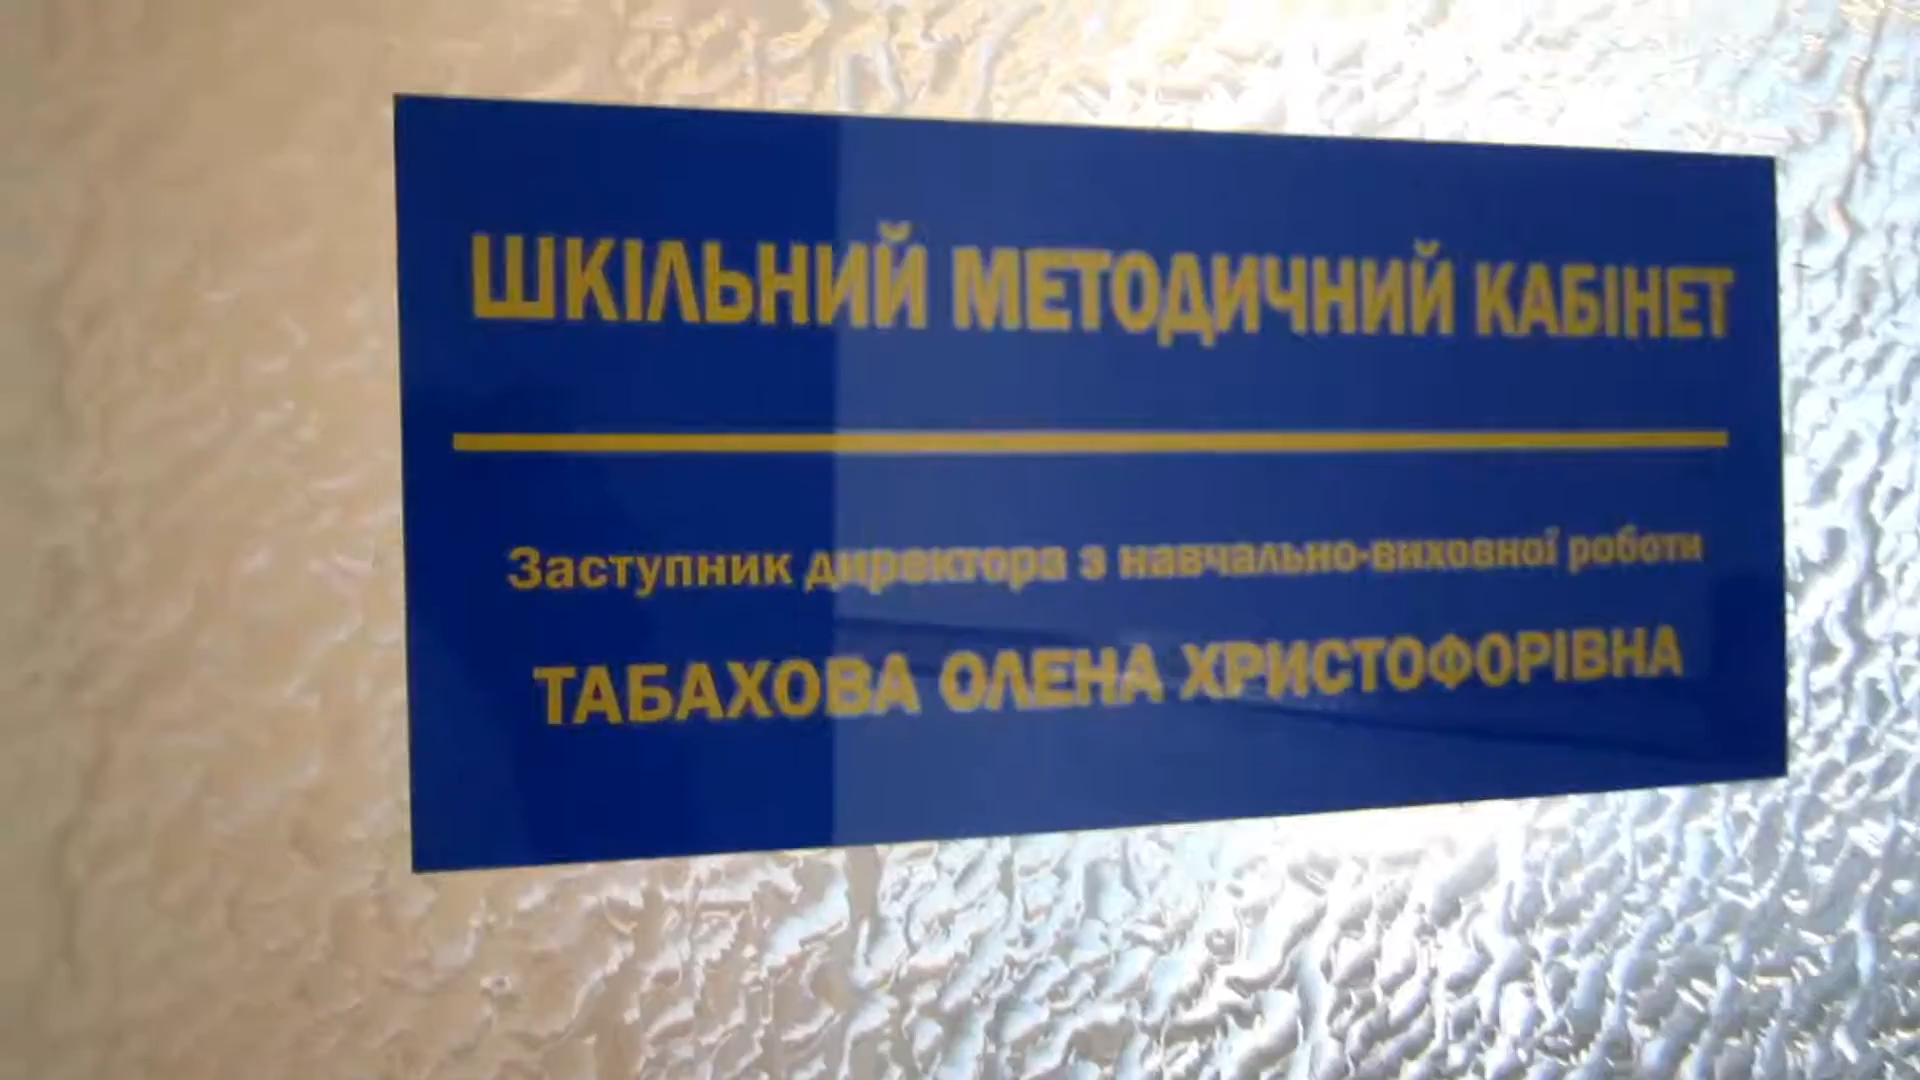 ШКІЛЬНИЙ МЕТОДИЧНИЙ КАБІНЕТ
Заступник директора з навчально-виховної роботи
ТАБАХОВА ОЛЕНА ХРИСТОФОРІВНА